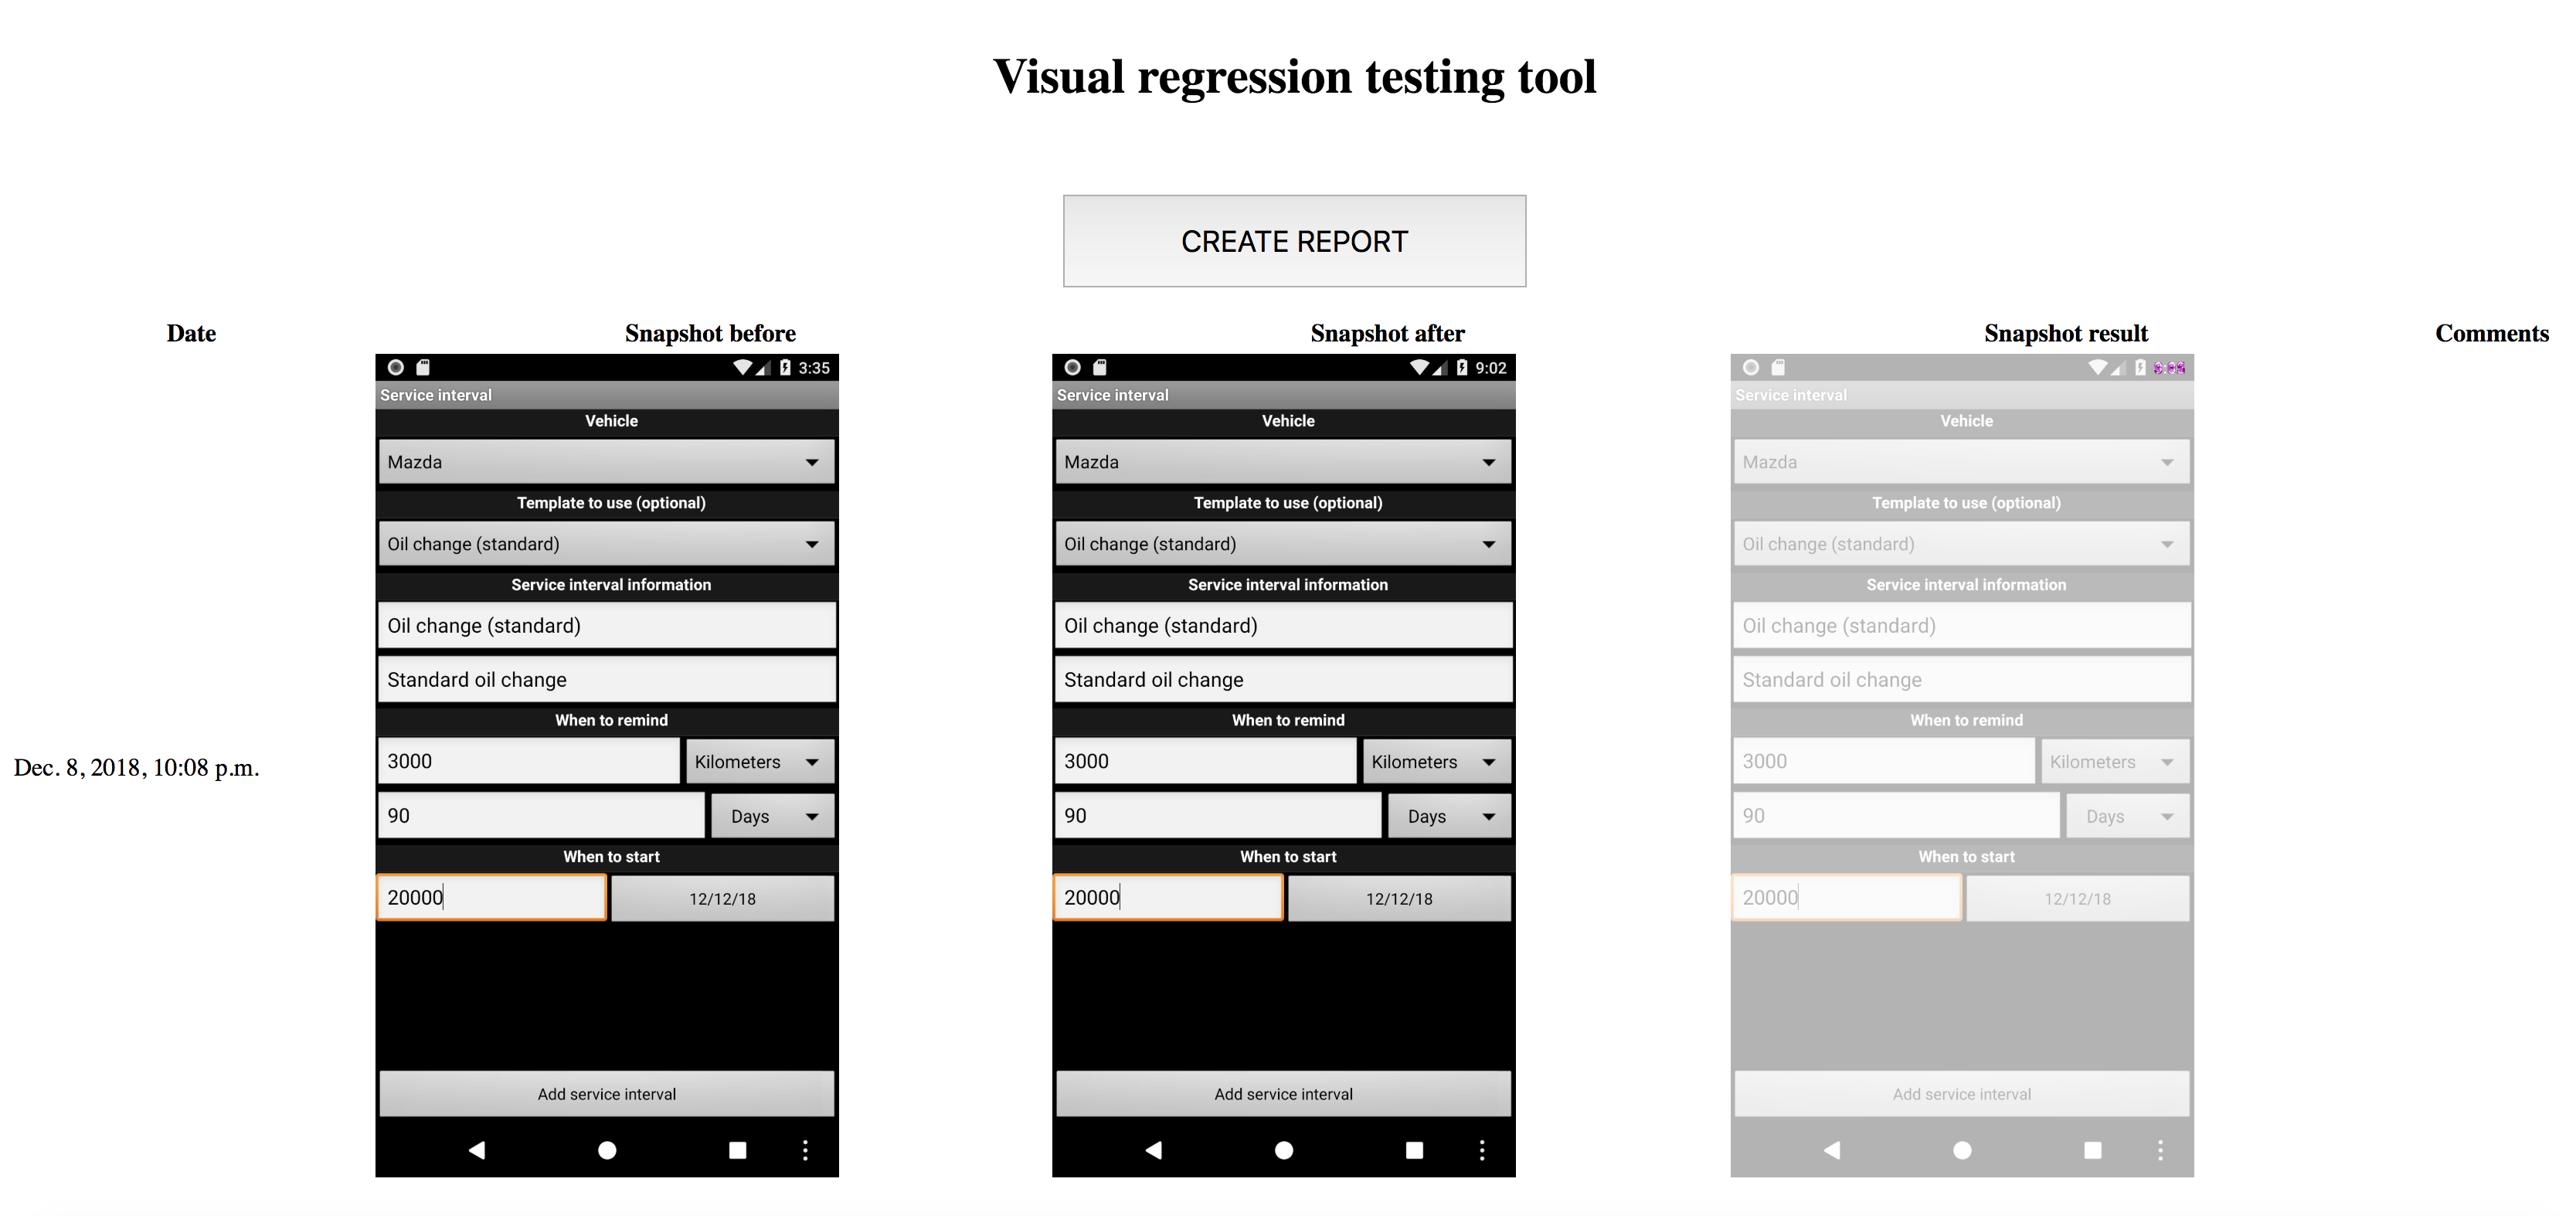 Visual regression testing tool
CREATE REPORT
Date Snapshot before Snapshot after Snapshot result Comments
Dec. 8, 2018, 10:08 p.m.
3:35
Service interval
Vehicle
Mazda
Template to use (optional)
Oil change (standard)
Service interval information
Oil change (standard)
Standard oil change
When to remind
3000 Kilometers
90 Days
When to start
20000 12/12/18
Add service interval
9:02
Service interval
Vehicle
Mazda
Template to use (optional)
Oil change (standard)
Service interval information
Oil change (standard)
Standard oil change
When to remind
3000 Kilometers
90 Days
When to start
20000 12/12/18
Add service interval
Service interval
Vehicle
Mazda
Template to use (optional)
Oil change (standard)
Service interval information
Oil change (standard)
Standard oil change
When to remind
3000 Kilometers
90 Days
When to start
20000 12/12/18
Add service interval